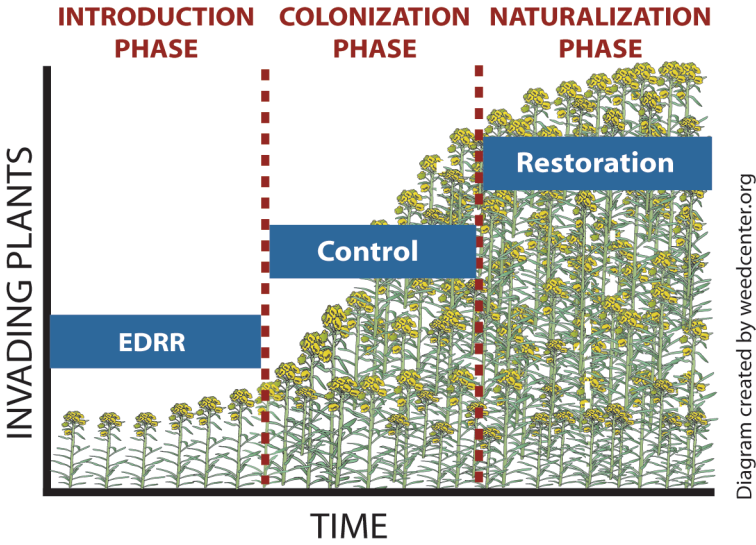 INTRODUCTION
PHASE
COLONIZATION
PHASE
NATURALIZATION
PHASE
INVADING PLANTS
EDRR
Control
Restoration
TIME
Diagram created by weedcenter.org